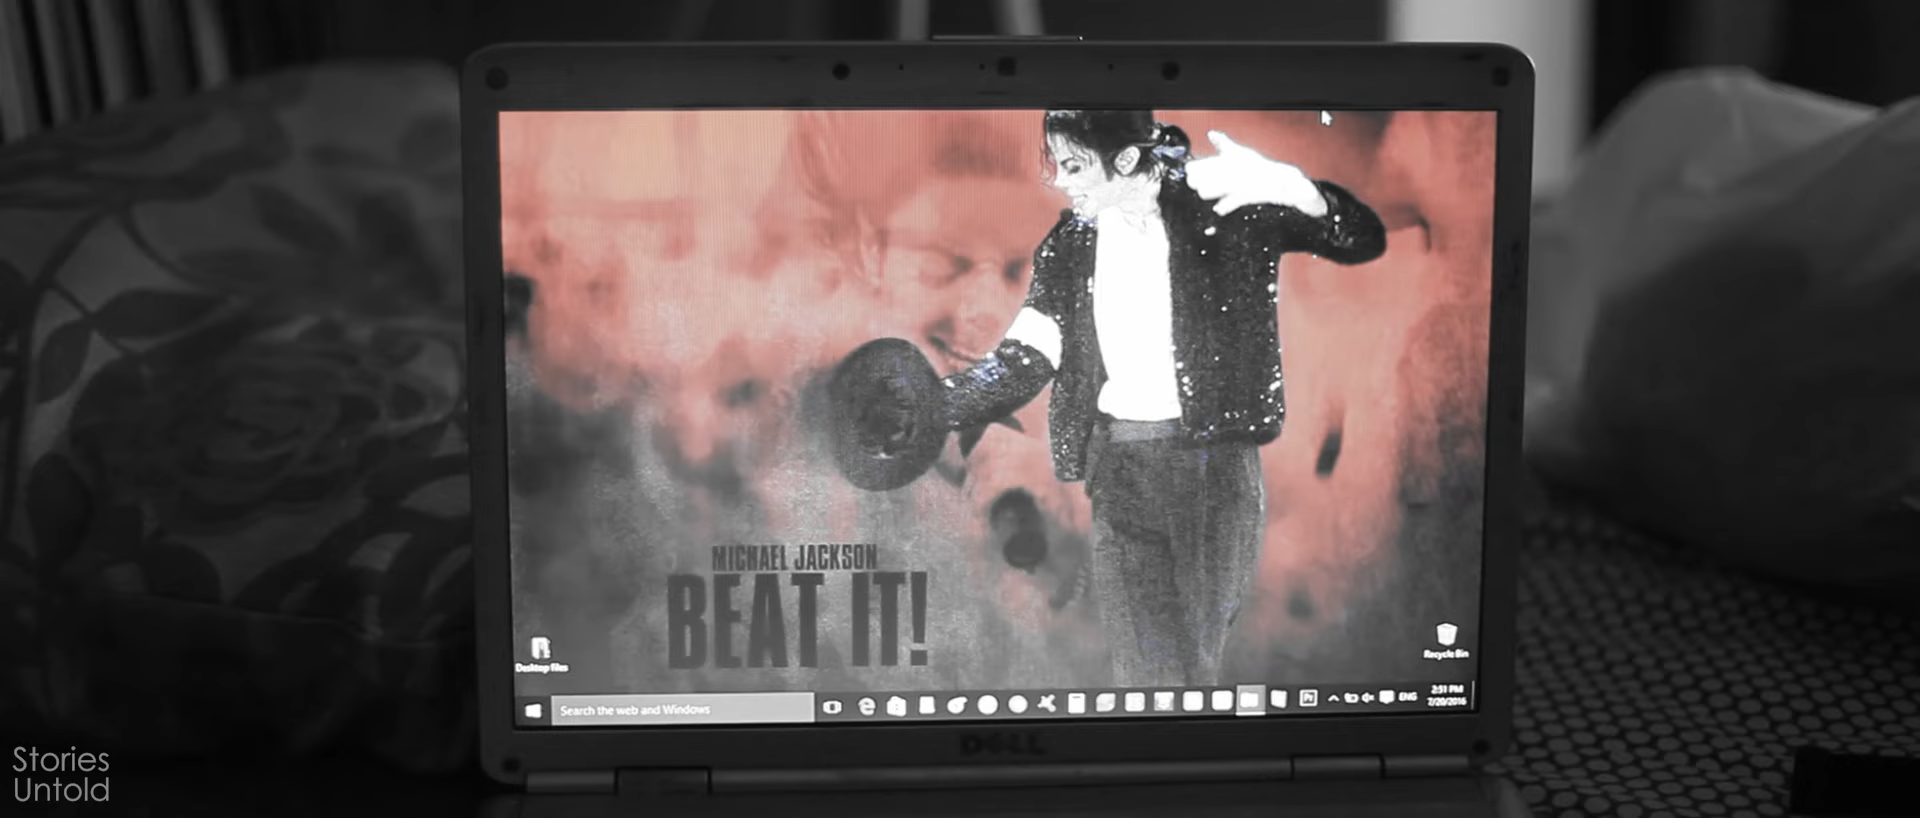 MICHAEL JACKSON
BEAT IT!
Desktop files
Recycle Bin
Search the web and Windows
Pr
ENG
2:51 PM
7/20/2016
DELL
Stories
Untold